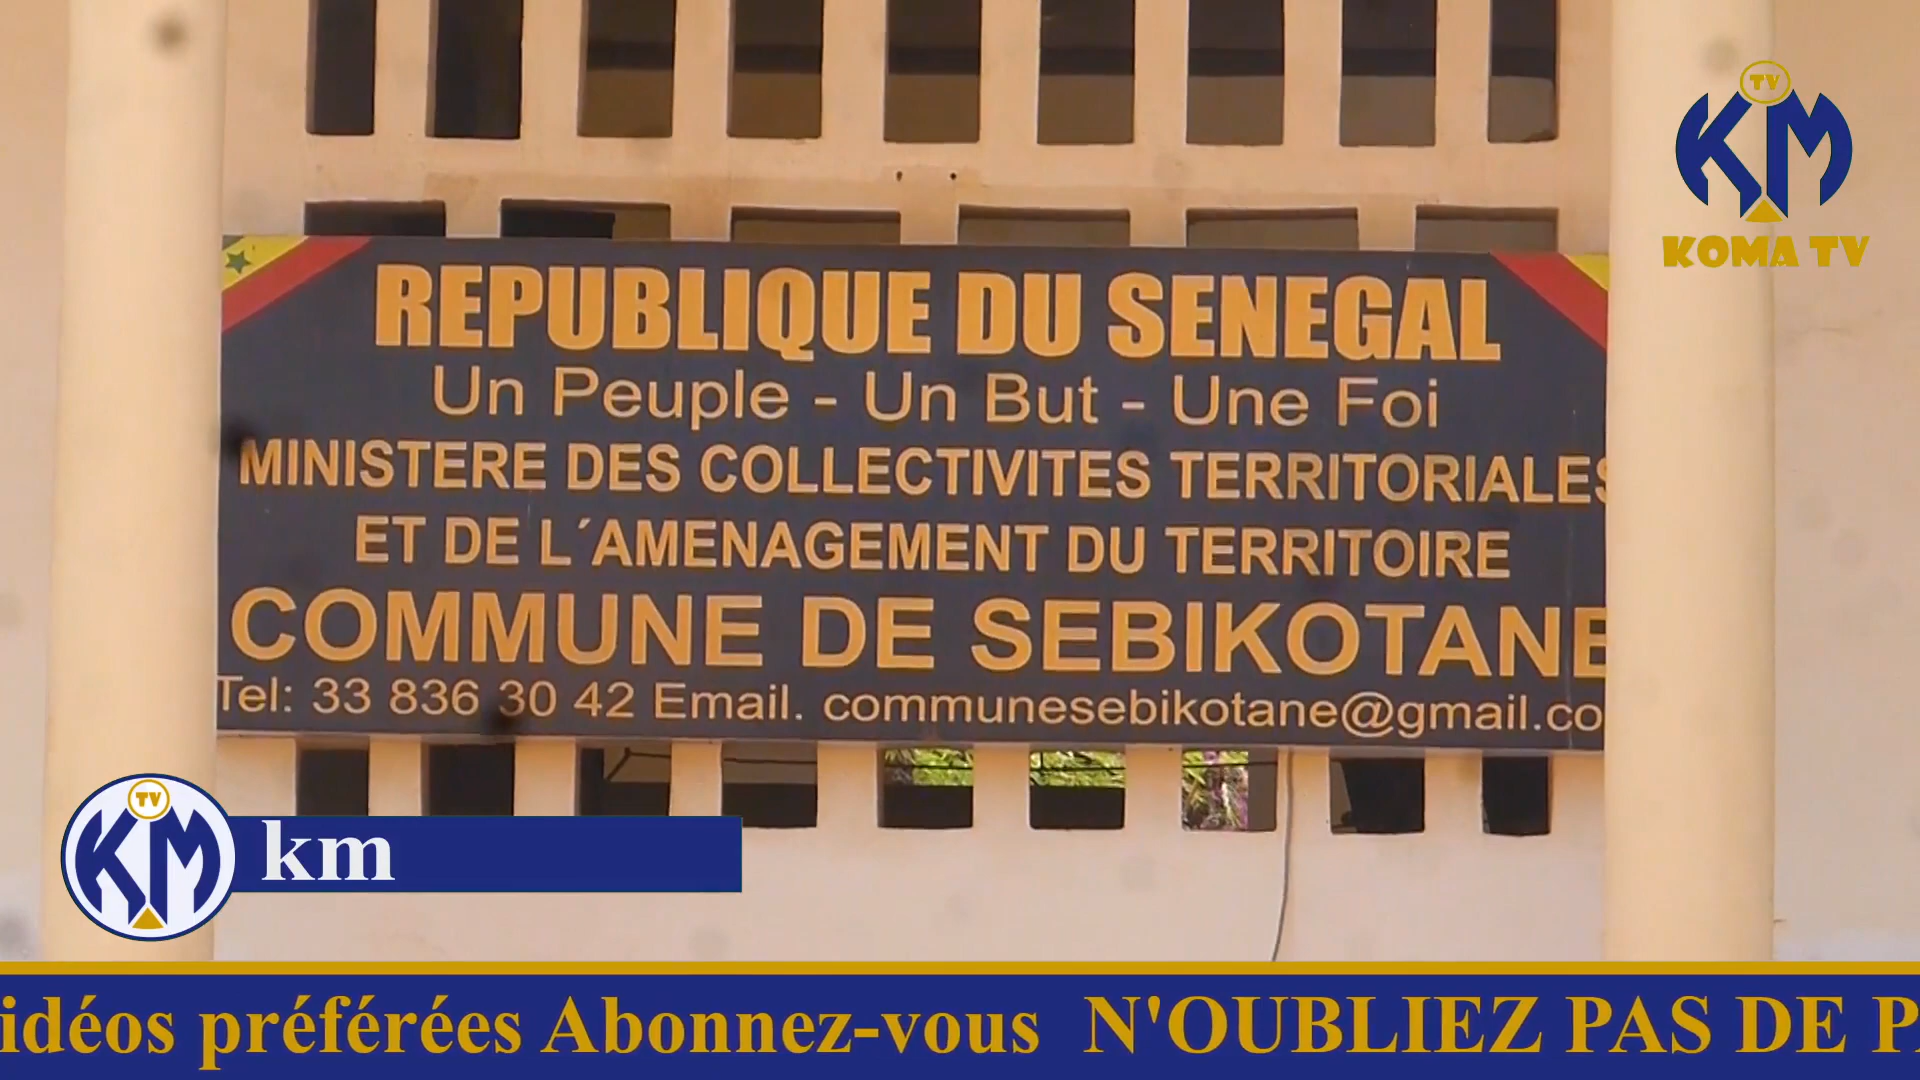 TV
KM
KOMA TV
REPUBLIQUE DU SENEGAL
Un Peuple - Un But - Une Foi
MINISTERE DES COLLECTIVITES TERRITORIALES
ET DE L´AMENAGEMENT DU TERRITOIRE
COMMUNE DE SEBIKOTANE
Tel: 33 836 30 42 Email. communesebikotane@gmail.co
TV
KM
km
idéos préférées Abonnez-vous N'OUBLIEZ PAS DE PA